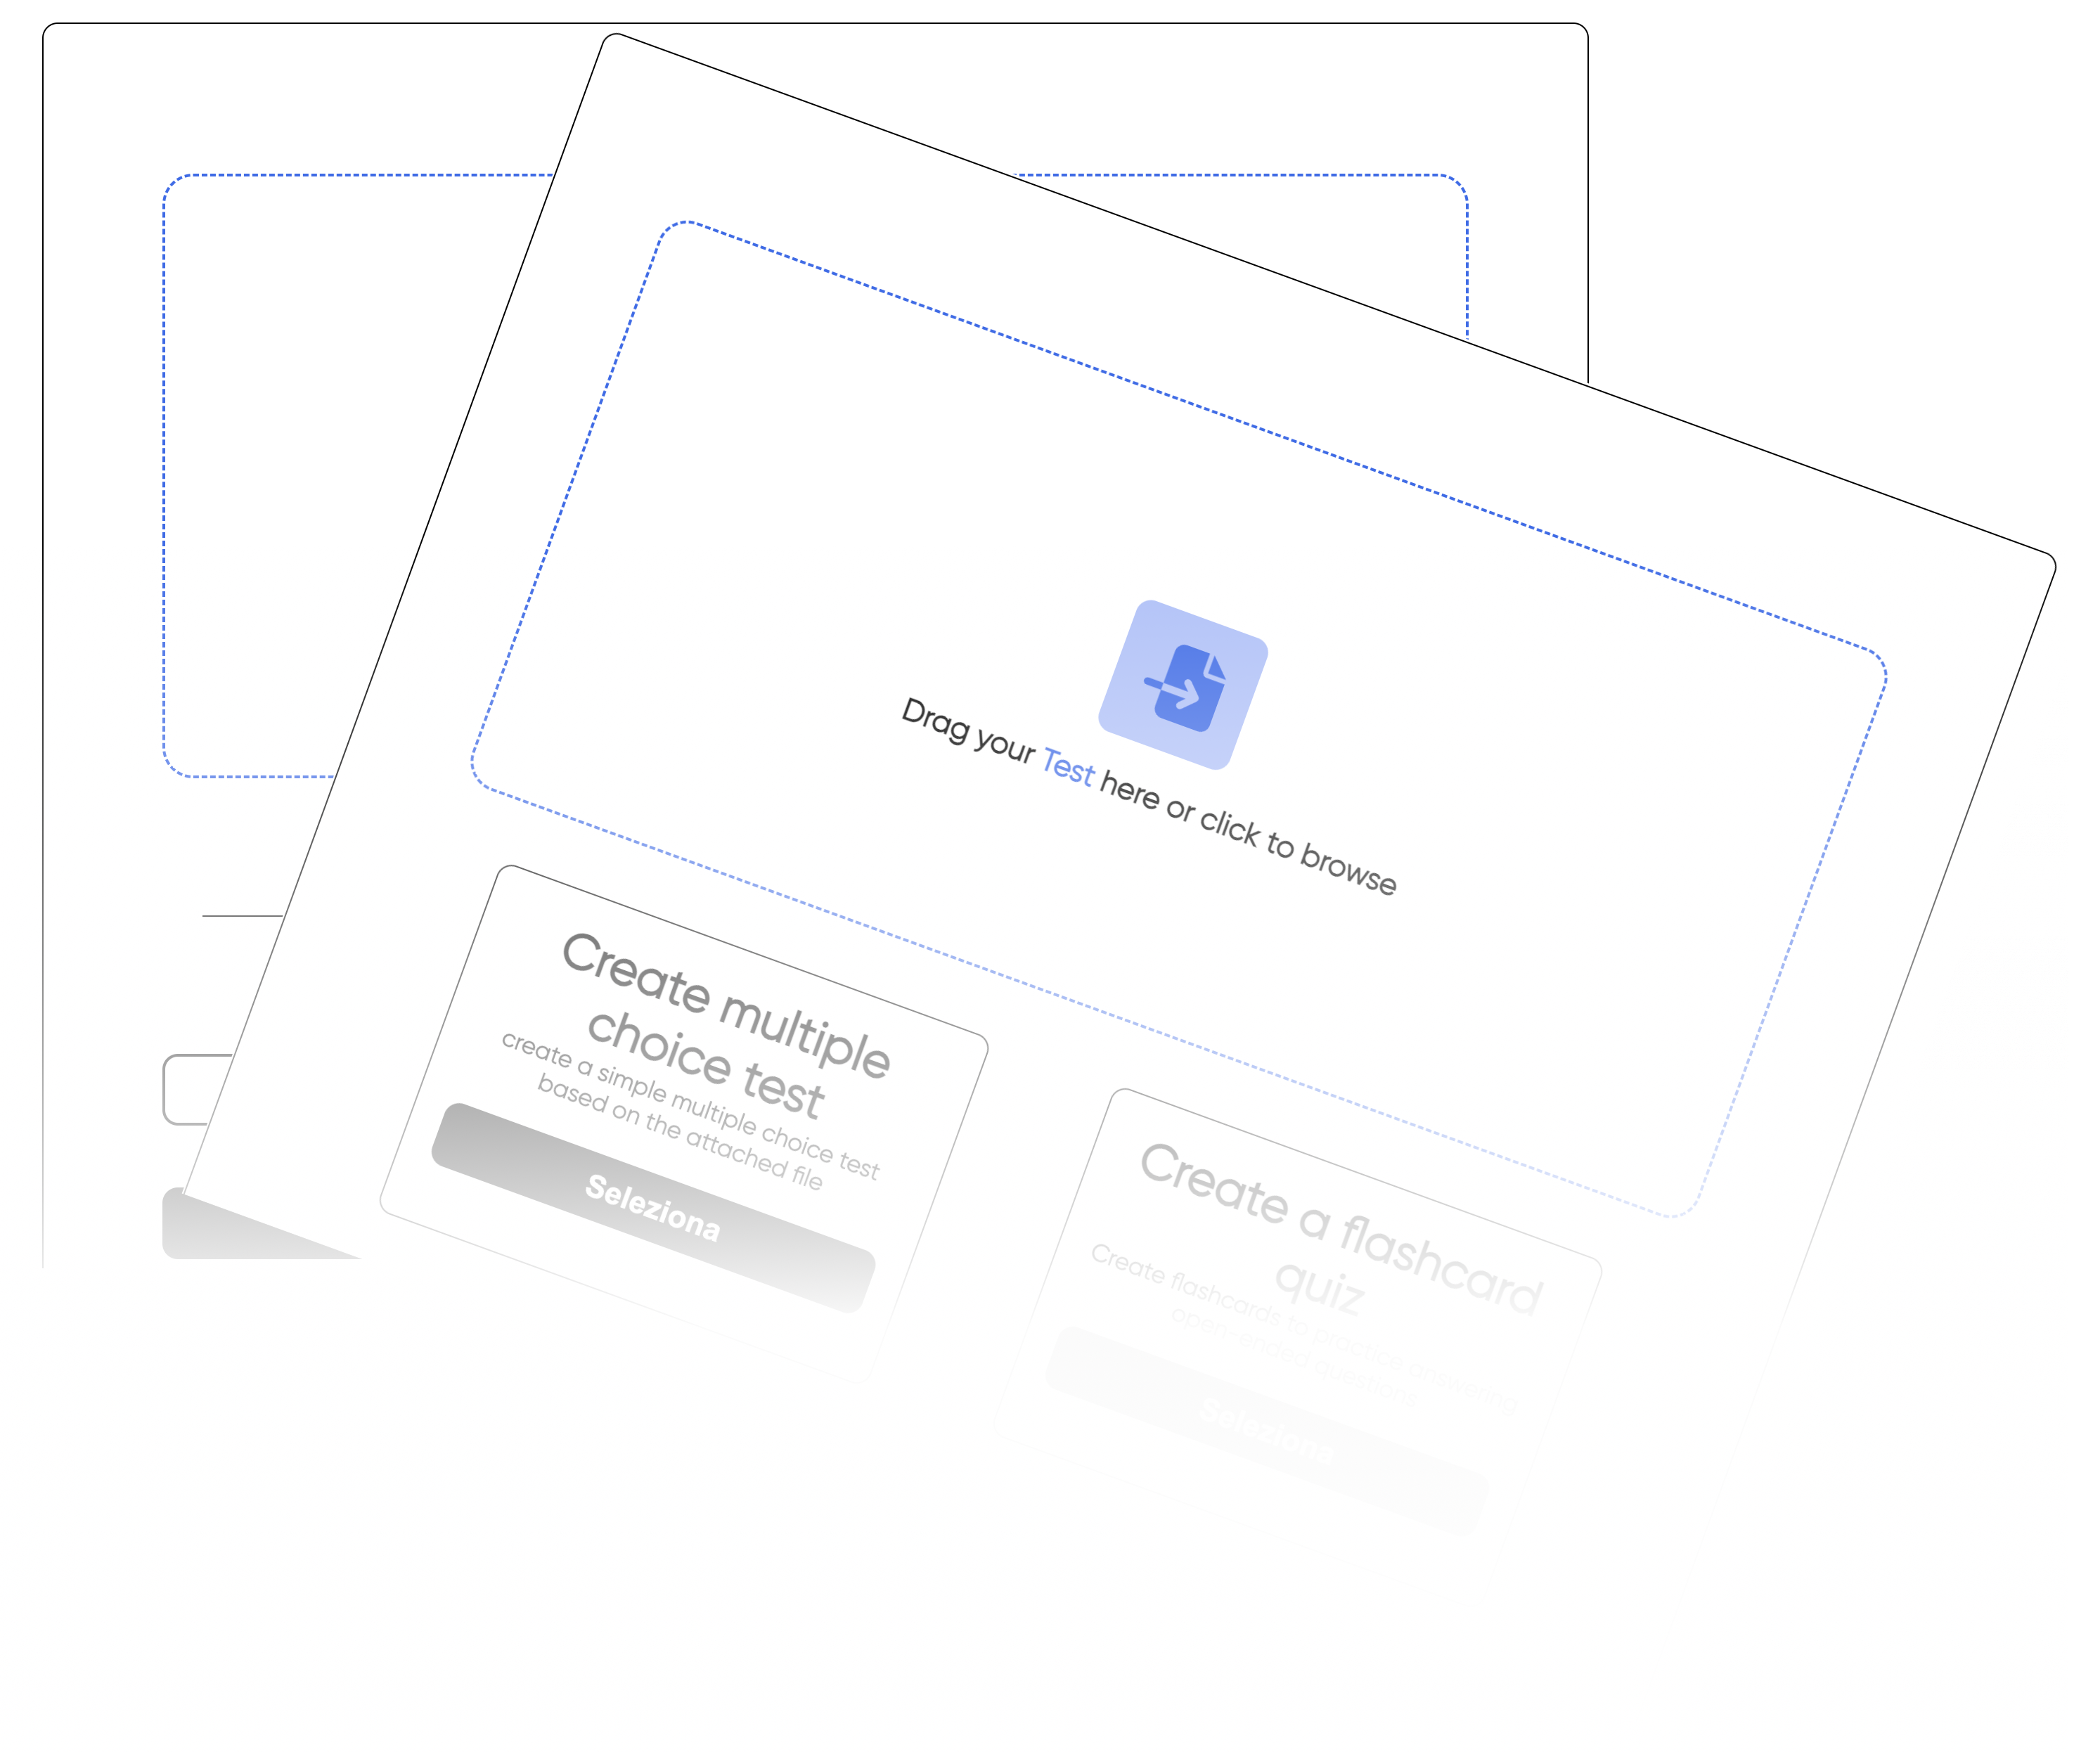 Drag your Test here or click to browse
Create multiple
choice test
create a simple multiple choice test
based on the attached file
Seleziona
Create a flashcard
quiz
Create flashcards to practice answering
open-ended questions
Seleziona